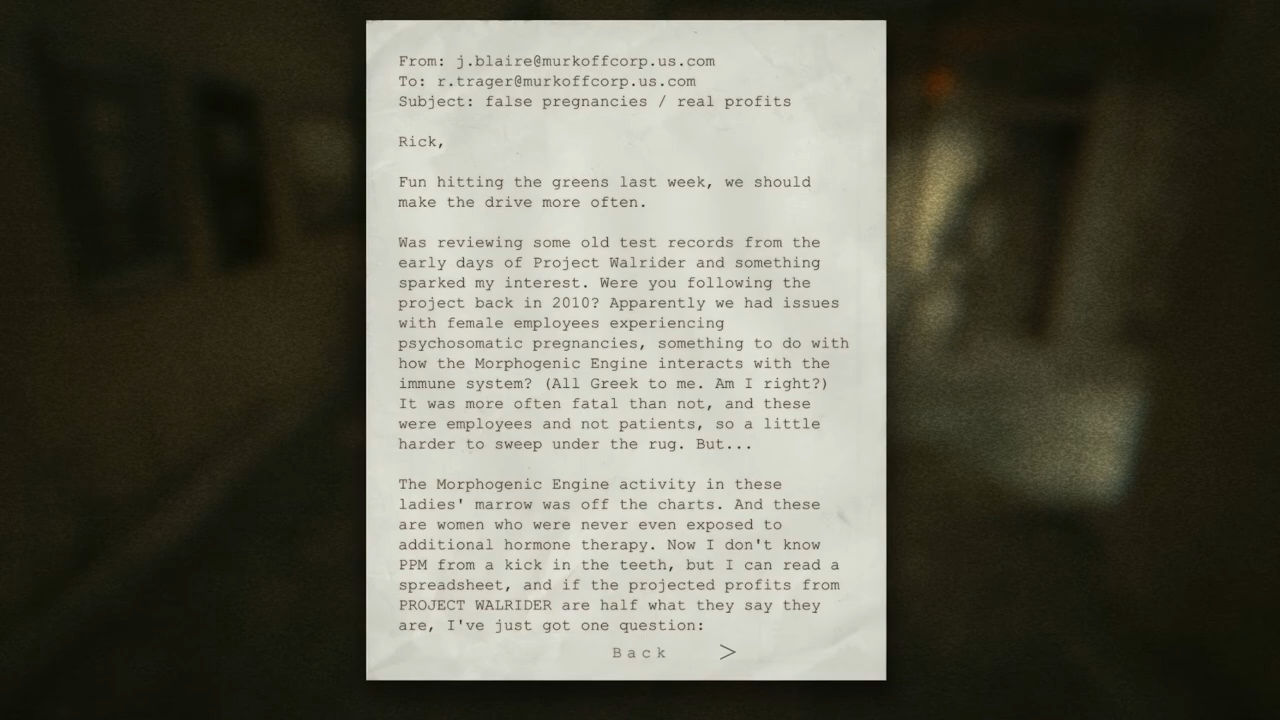 From: j.blaire@murkoffcorp.us.com
To: r.trager@murkoffcorp.us.com
Subject: false pregnancies / real profits
Rick,
Fun hitting the greens last week, we should
make the drive more often.
Was reviewing some old test records from the
early days of Project Walrider and something
sparked my interest. Were you following the
project back in 2010? Apparently we had issues
with female employees experiencing
psychosomatic pregnancies, something to do with
how the Morphogenic Engine interacts with the
immune system? (All Greek to me. Am I right?)
It was more often fatal than not, and these
were employees and not patients, so a little
harder to sweep under the rug. But...
The Morphogenic Engine activity in these
ladies' marrow was off the charts. And these
are women who were never even exposed to
additional hormone therapy. Now I don't know
PPM from a kick in the teeth, but I can read a
spreadsheet, and if the projected profits from
PROJECT WALRIDER are half what they say they
are, I've just got one question:
Back >